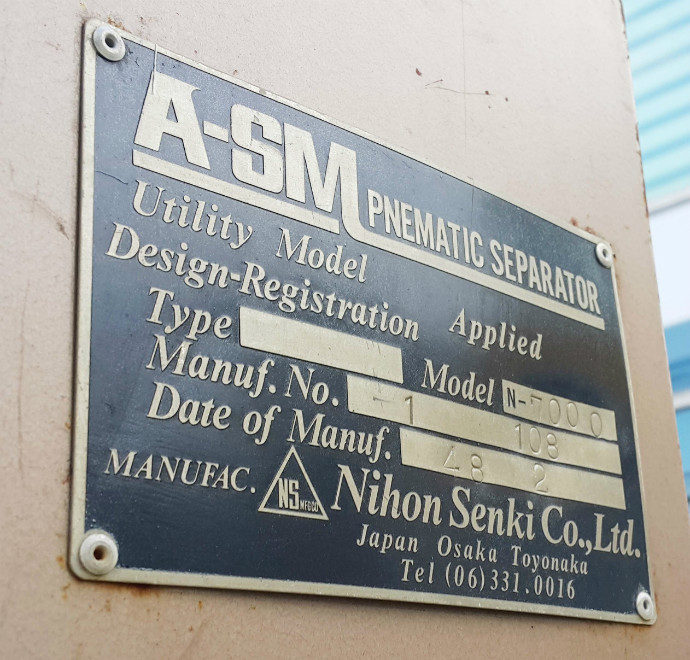 A-SM PNEMATIC SEPARATOR
Utility Model
Design-Registration Applied
Type Model N-7000
Manuf. No. -1 108
Date of Manuf. 48 2
MANUFAC. NS MFGCO Nihon Senki Co.,Ltd.
Japan Osaka Toyonaka
Tel (06)331.0016